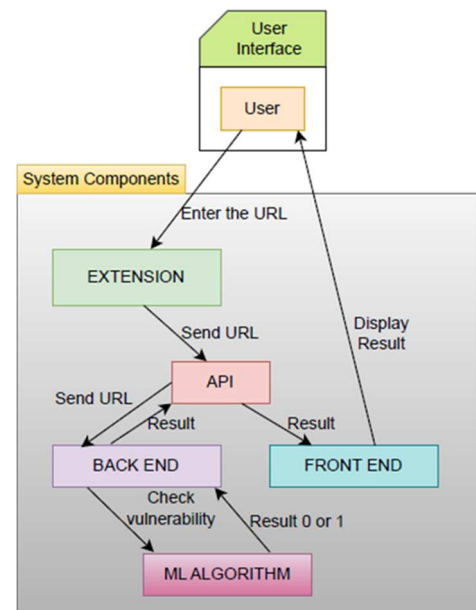 User
Interface
User
System Components
Enter the URL
EXTENSION
Send URL
Display
Result
API
Send URL
Result
Result
BACK END
FRONT END
Check
vulnerability
Result 0 or 1
ML ALGORITHM